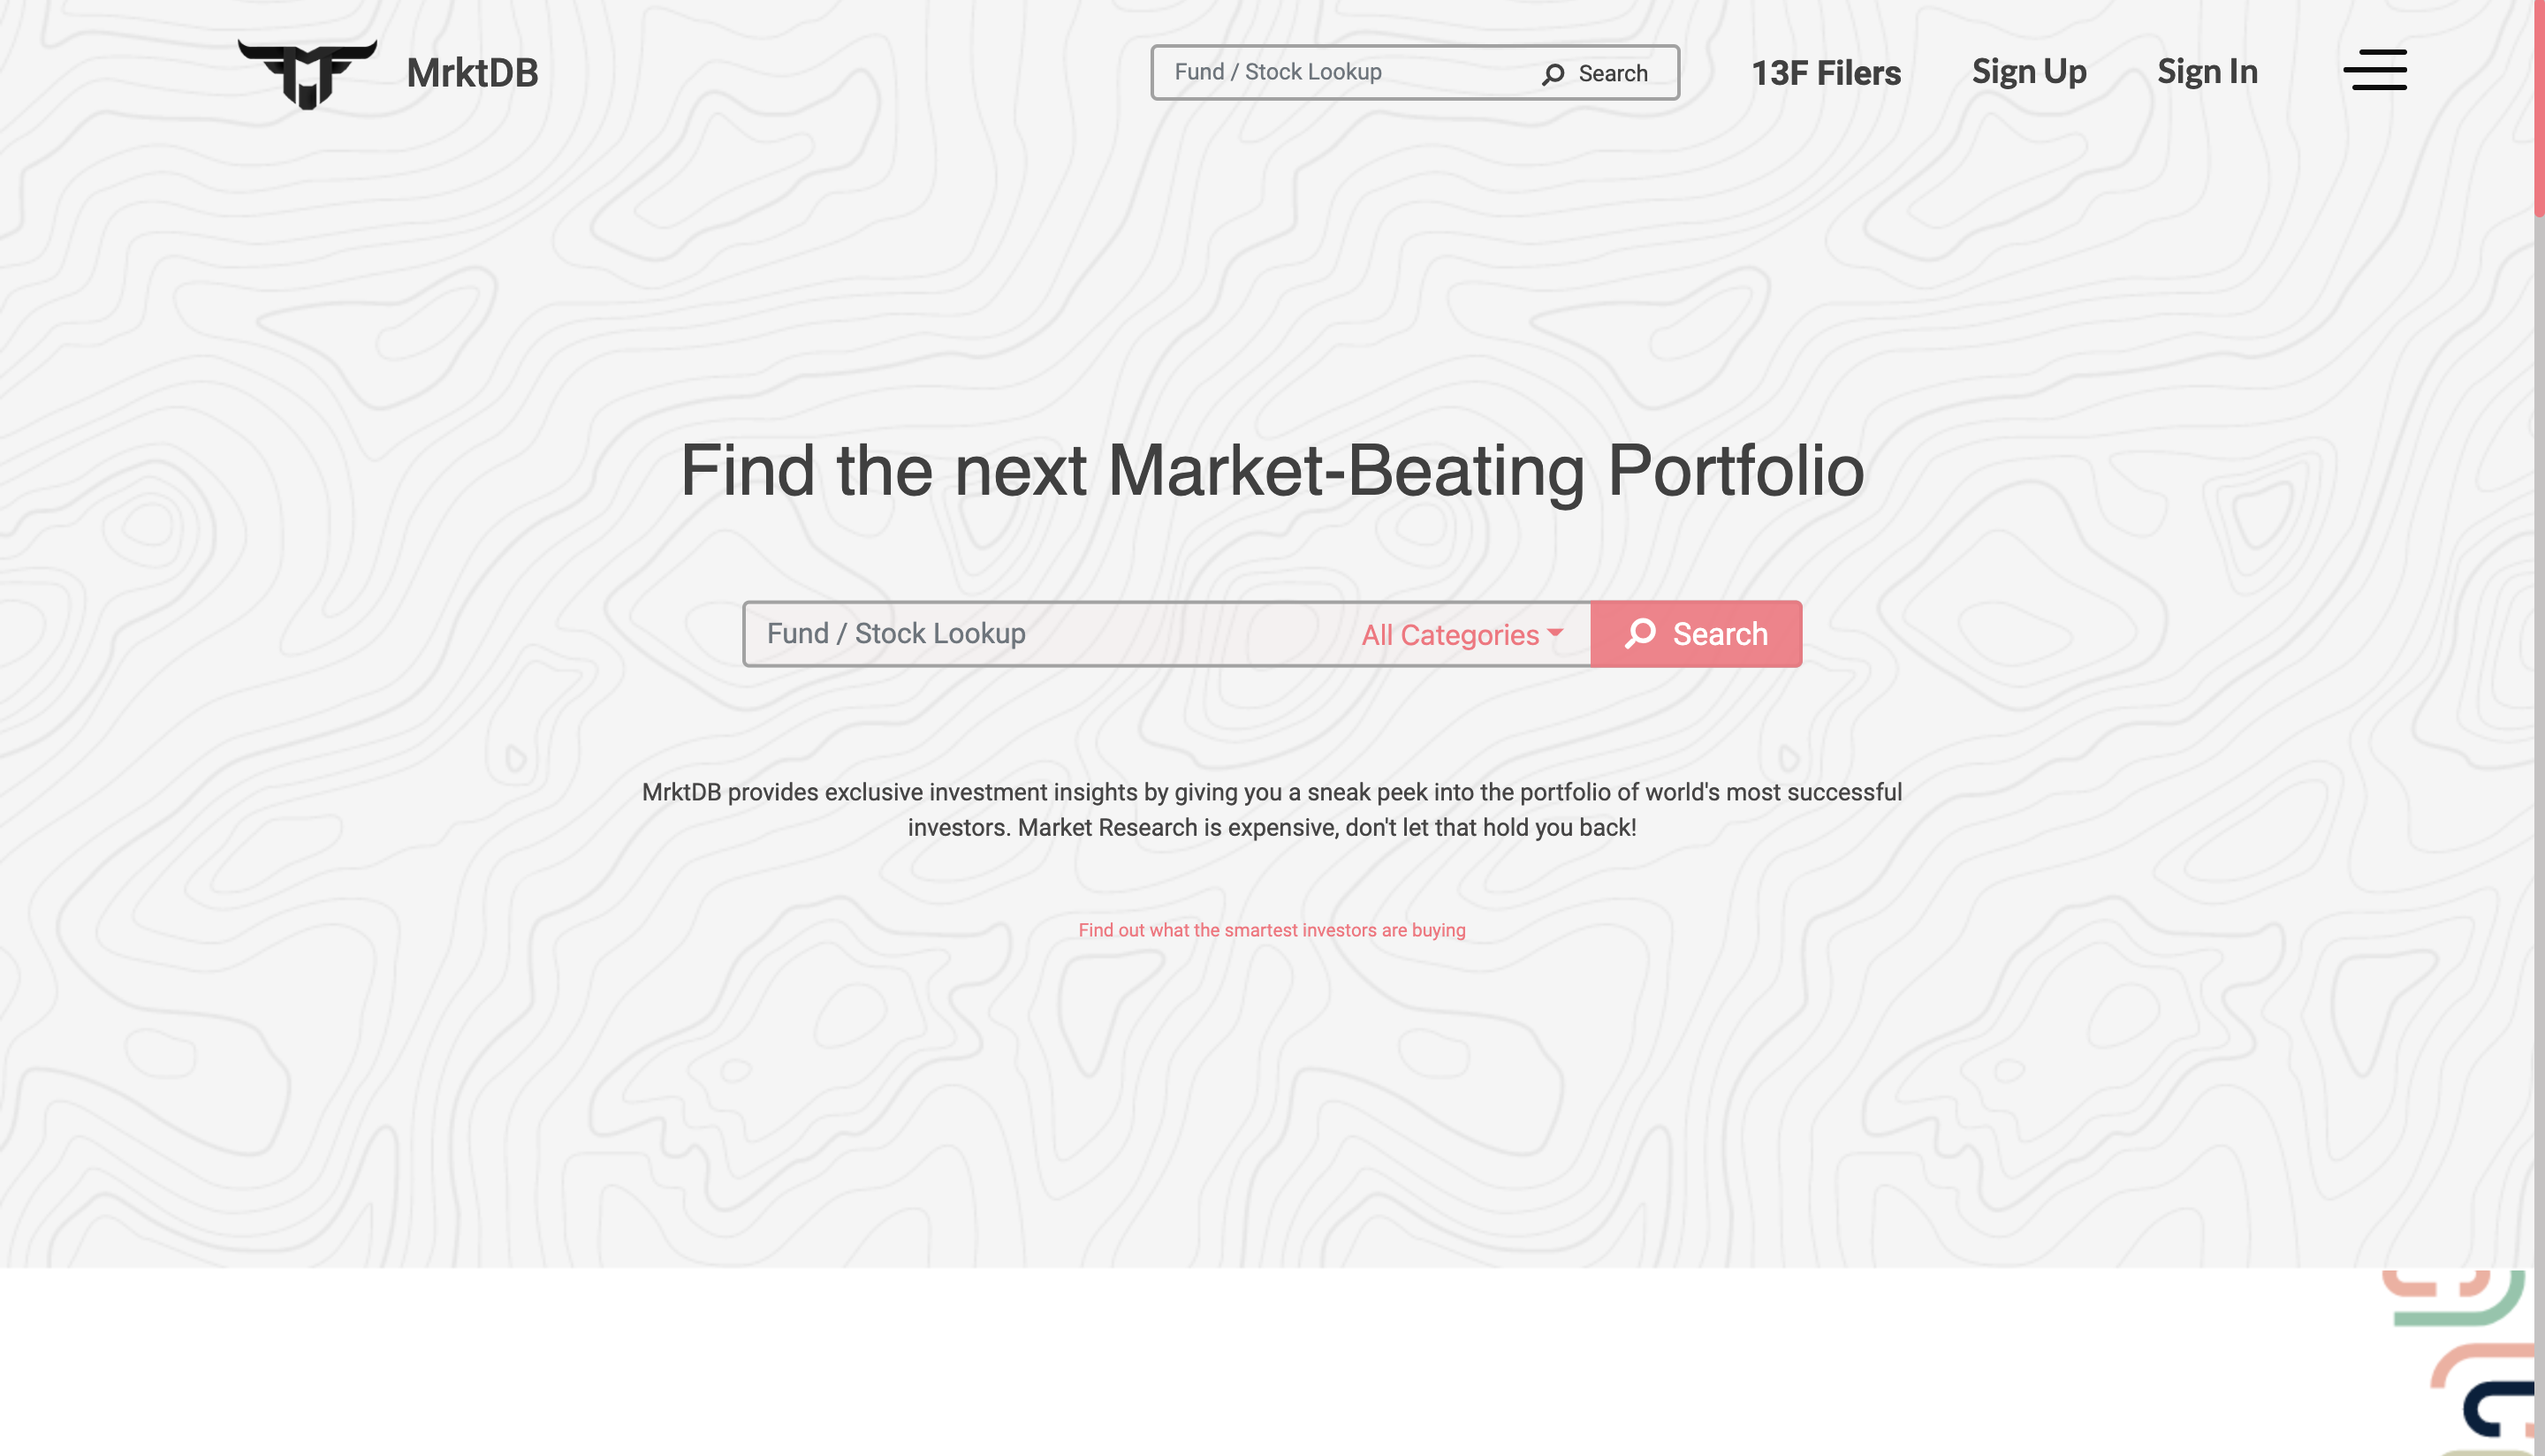 MrktDB
Fund / Stock Lookup
Search
13F Filers
Sign Up
Sign In
Find the next Market-Beating Portfolio
Fund / Stock Lookup
All Categories
Search
MrktDB provides exclusive investment insights by giving you a sneak peek into the portfolio of world's most successful
investors. Market Research is expensive, don't let that hold you back!
Find out what the smartest investors are buying